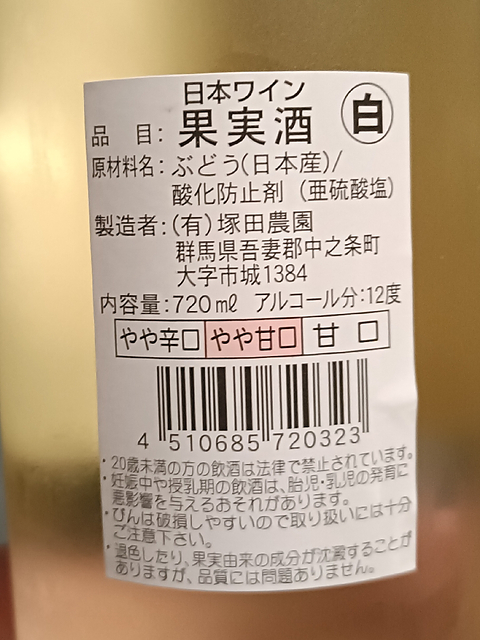 日本ワイン
品 目: 果実酒 白
原材料名: ぶどう(日本産)/
酸化防止剤 (亜硫酸塩)
製造者:(有)塚田農園
群馬県吾妻郡中之条町
大字市城1384
内容量:720㎖ アルコール分:12度
やや辛口 やや甘口 甘口
4 510685 720323
・20歳未満の方の飲酒は法律で禁止されています。
・妊娠中や授乳期の飲酒は、胎児・乳児の発育に
悪影響を与えるおそれがあります。
・びんは破損しやすいので取り扱いには十分
ご注意下さい。
・退色したり、果実由来の成分が沈澱することが
ありますが、品質には問題ありません。